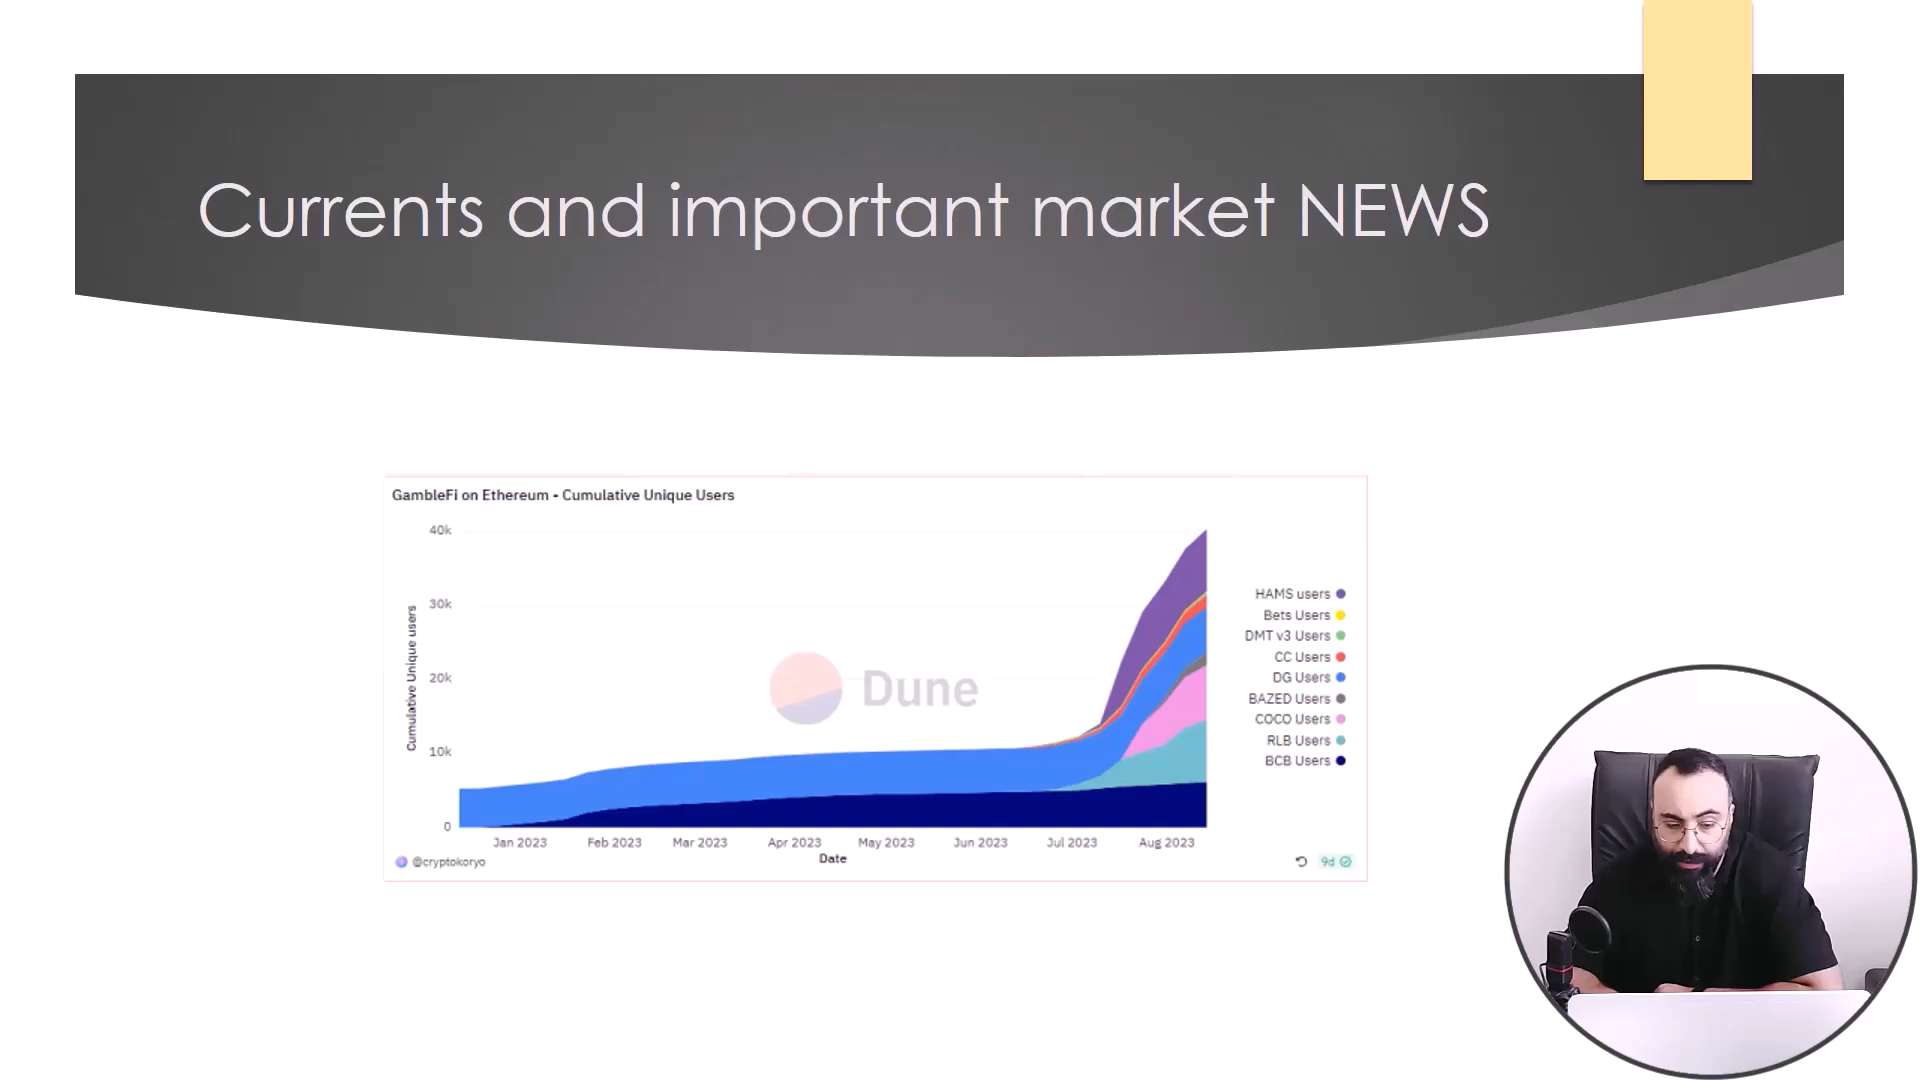 Currents and important market NEWS
GambleFi on Ethereum - Cumulative Unique Users
40k
30k
20k
10k
0
Cumulative Unique users
Dune
HAMS users
Bets Users
DMT v3 Users
CC Users
DG Users
BAZED Users
COCO Users
RLB Users
BCB Users
Jan 2023 Feb 2023 Mar 2023 Apr 2023 May 2023 Jun 2023 Jul 2023 Aug 2023
Date
@cryptokoryo
9d